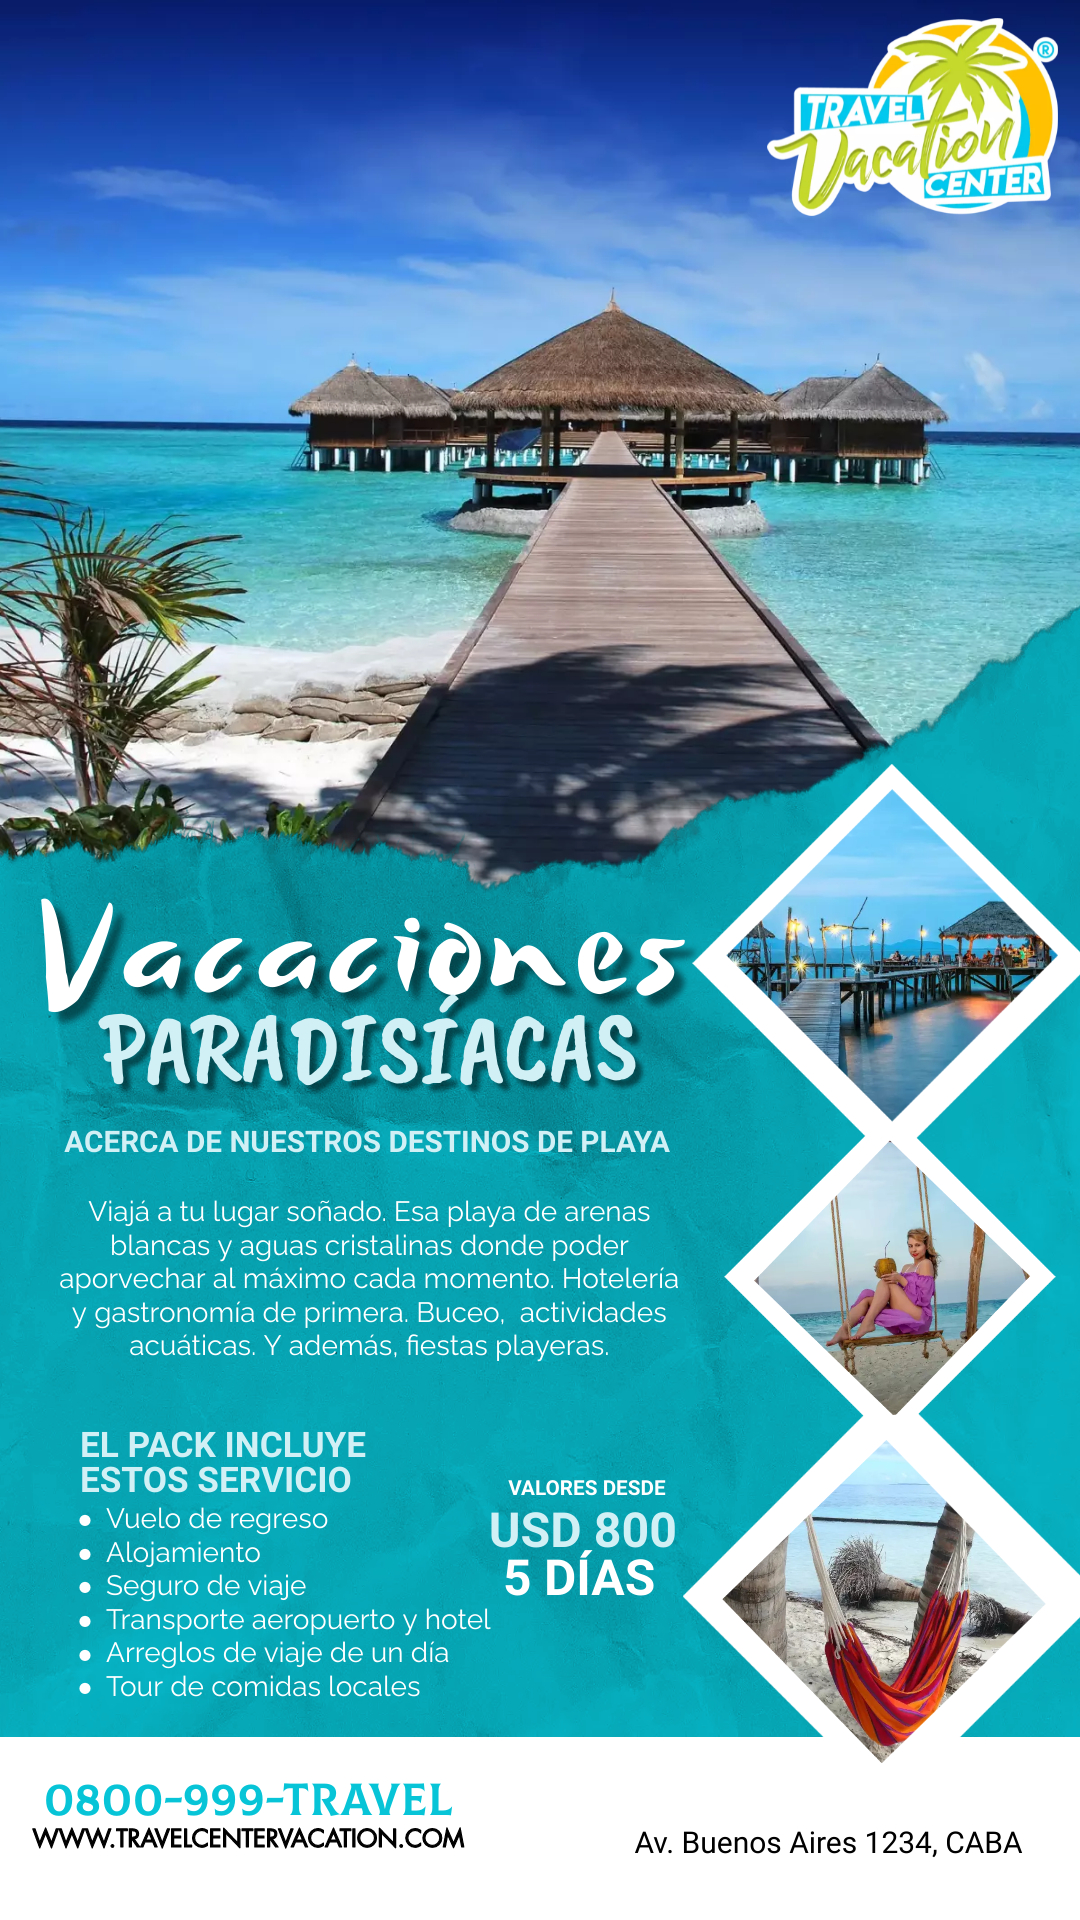 TRAVEL
Vacation
CENTER
®
Vacaciones
PARADISÍACAS
ACERCA DE NUESTROS DESTINOS DE PLAYA
Viajá a tu lugar soñado. Esa playa de arenas
blancas y aguas cristalinas donde poder
aporvechar al máximo cada momento. Hotelería
y gastronomía de primera. Buceo,  actividades
acuáticas. Y además, fiestas playeras.
EL PACK INCLUYE
ESTOS SERVICIO
• Vuelo de regreso
• Alojamiento
• Seguro de viaje
• Transporte aeropuerto y hotel
• Arreglos de viaje de un día
• Tour de comidas locales
VALORES DESDE
USD 800
5 DÍAS
0800-999-TRAVEL
WWW.TRAVELCENTERVACATION.COM
Av. Buenos Aires 1234, CABA